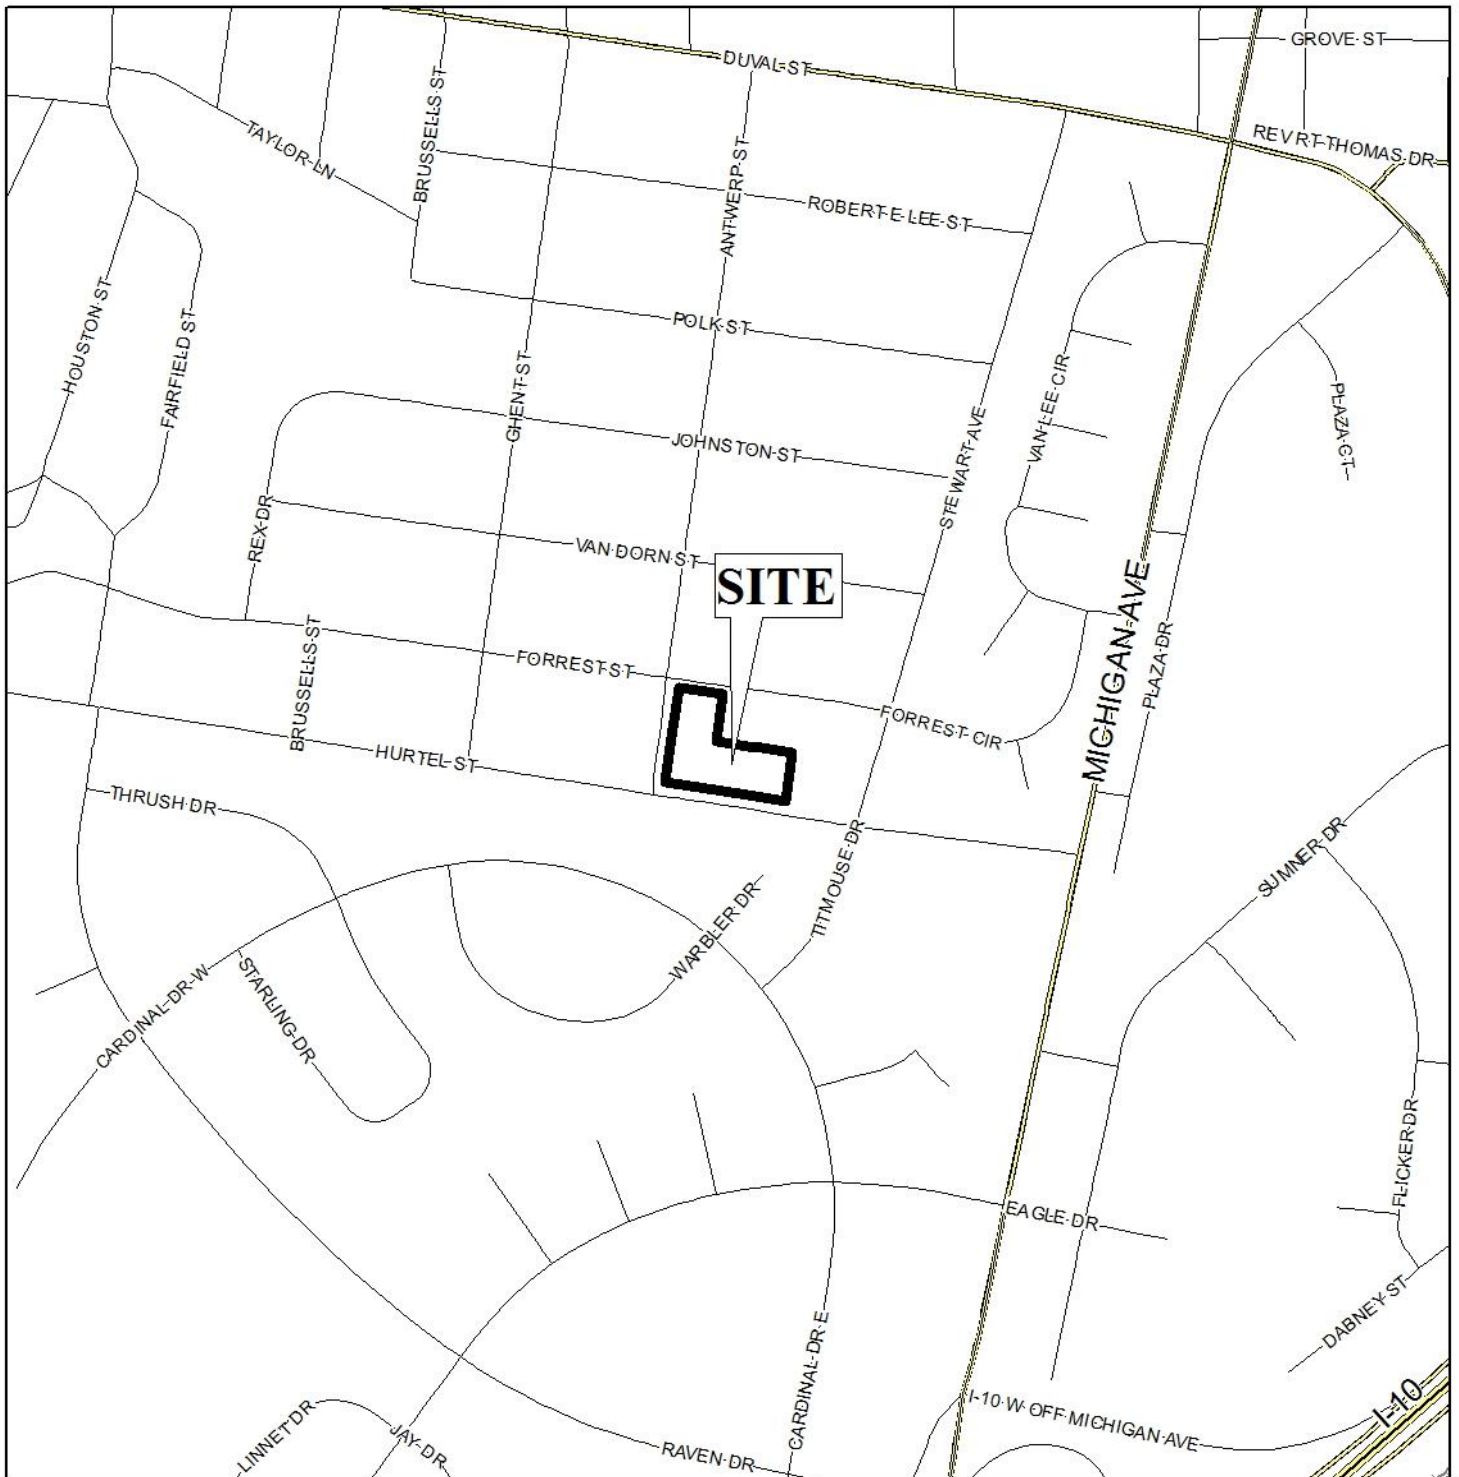 GROVE ST
DUVAL ST
REV RT THOMAS DR
TAYLOR LN
BRUSSELLS ST
ANTWERP ST
ROBERT E LEE ST
HOUSTON ST
FAIRFIELD ST
POLK ST
GHENT ST
VAN LEE CIR
PLAZA CT
JOHNSTON ST
STEWART AVE
REX DR
VAN DORN ST
SITE
MICHIGAN AVE
PLAZA DR
BRUSSELLS ST
FORREST ST
FORREST CIR
HURTEL ST
THRUSH DR
TITMOUSE DR
SUMNER DR
WARBLER DR
CARDINAL DR W
STARLING DR
FLICKER DR
EAGLE DR
DABNEY ST
CARDINAL DR E
I-10 W OFF MICHIGAN AVE
I-10
LINNET DR
JAY DR
RAVEN DR